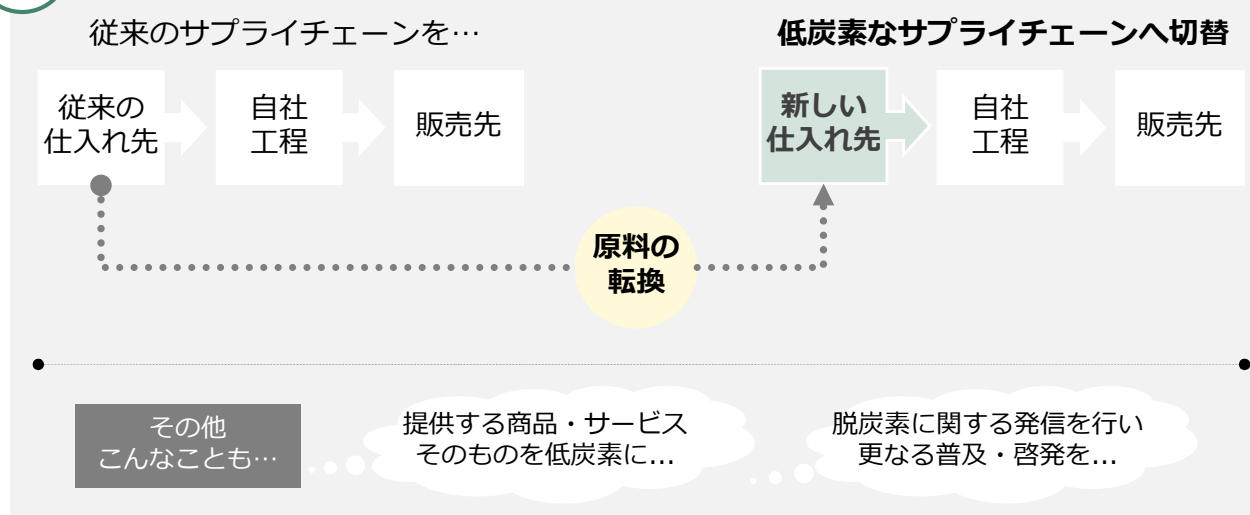 従来のサプライチェーンを…
低炭素なサプライチェーンへ切替
従来の
仕入れ先
自社
工程
販売先
新しい
仕入れ先
自社
工程
販売先
原料の
転換
その他
こんなことも…
提供する商品・サービス
そのものを低炭素に…
脱炭素に関する発信を行い
更なる普及・啓発を…